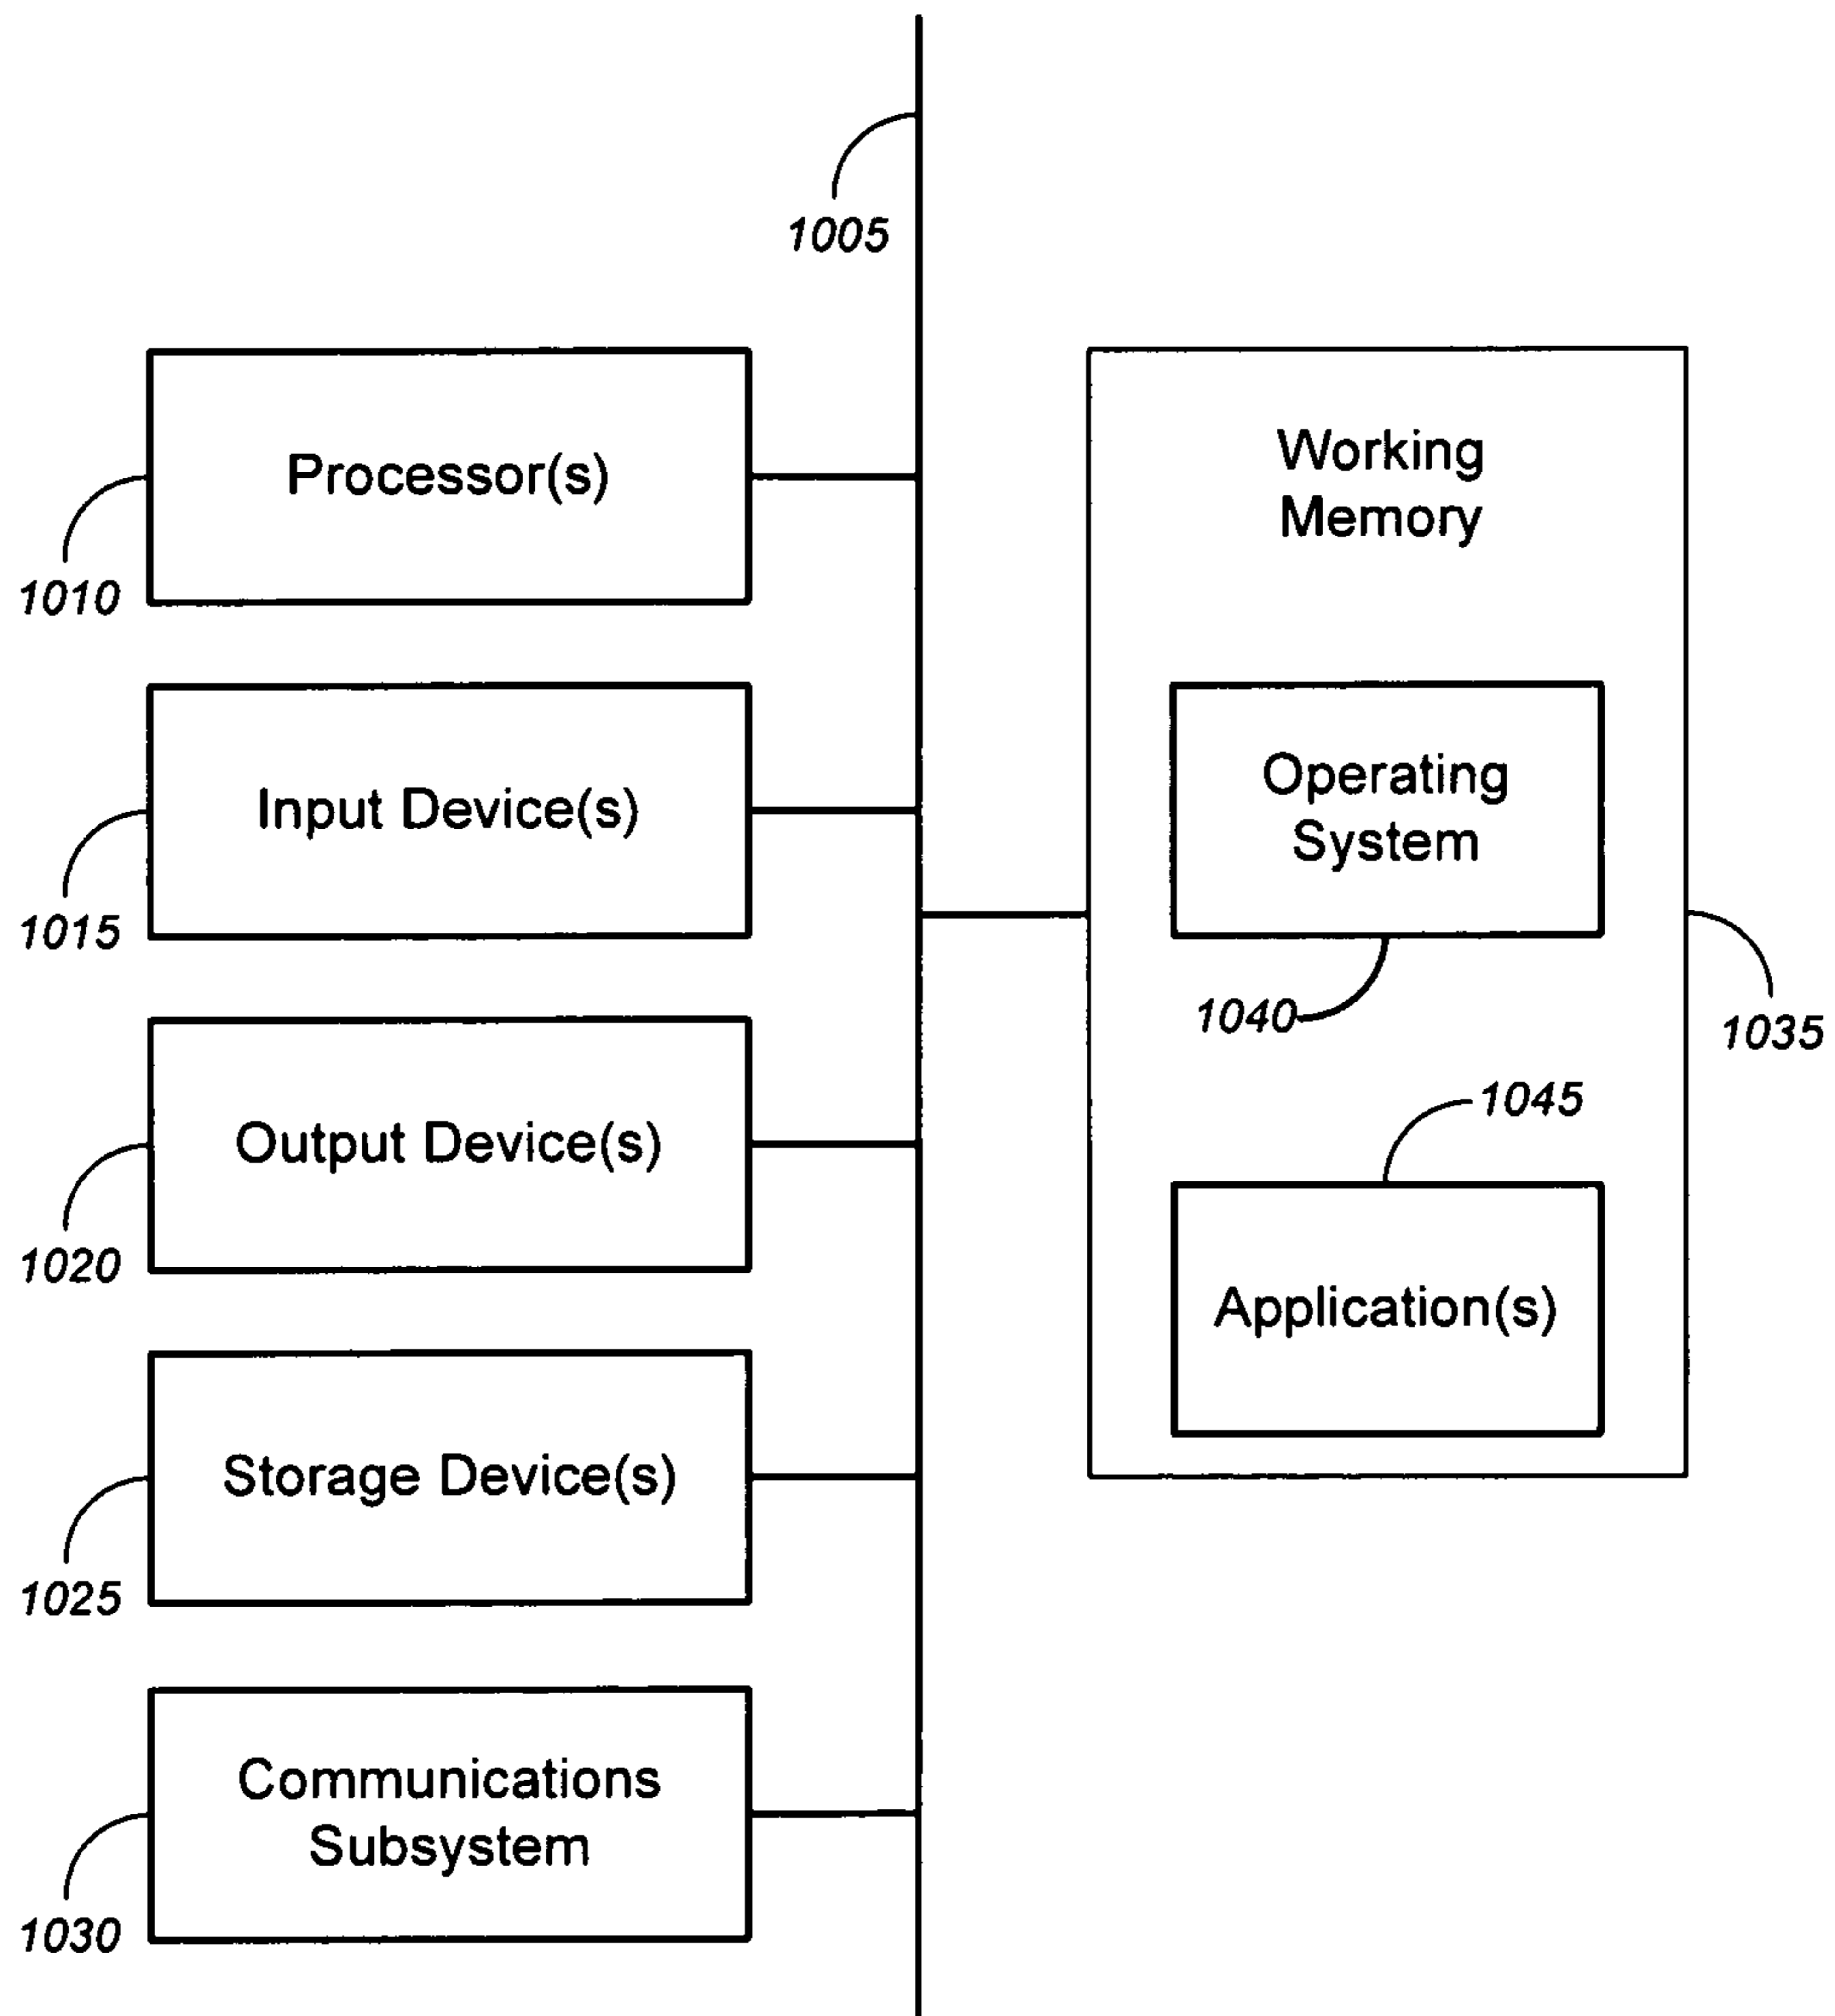 1005
Processor(s)
1010
Input Device(s)
1015
Output Device(s)
1020
Storage Device(s)
1025
Communications
Subsystem
1030
Working
Memory
Operating
System
1040
1035
1045
Application(s)